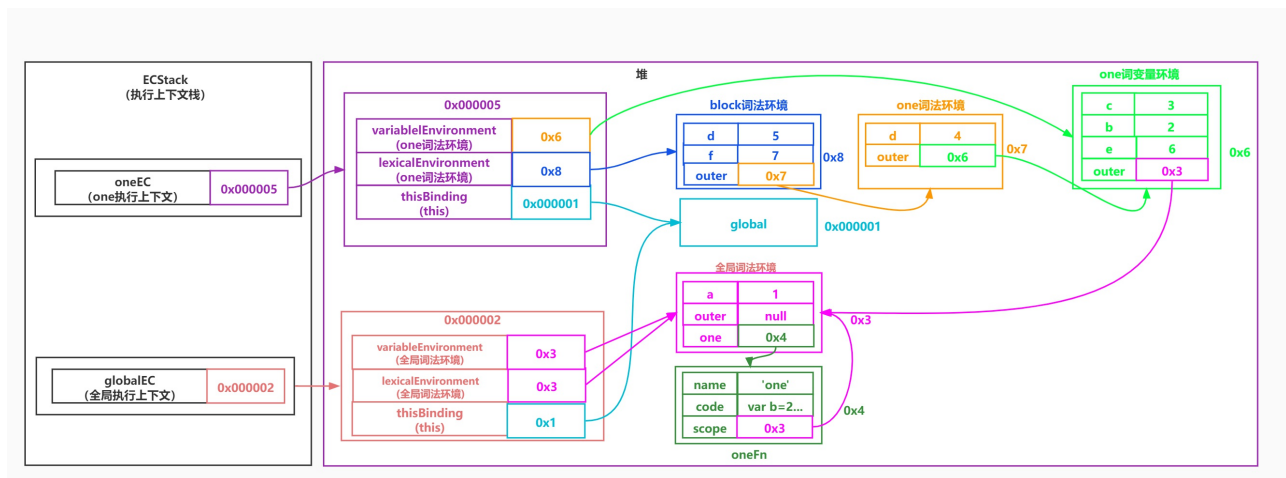 ECStack
（执行上下文栈）
oneEC
（one执行上下文）
0x000005
globalEC
（全局执行上下文）
0x000002
堆
0x000005
variablelEnvironment
(one词法环境)
0x6
lexicalEnvironment
(one词法环境)
0x8
thisBinding
(this)
0x000001
block词法环境
d 5
f 7
outer 0x7
0x8
one词法环境
d 4
outer 0x6
0x7
one词变量环境
c 3
b 2
e 6
outer 0x3
0x6
global
0x000001
0x000002
variableEnvironment
(全局词法环境)
0x3
lexicalEnvironment
(全局词法环境)
0x3
thisBinding
(this)
0x1
全局词法环境
a 1
outer null
one 0x4
0x3
name 'one'
code var b=2...
scope 0x3
0x4
oneFn